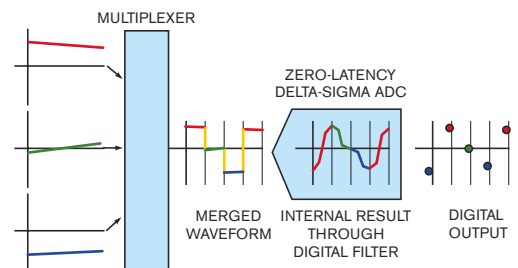 MULTIPLEXER
ZERO-LATENCY
DELTA-SIGMA ADC
MERGED
WAVEFORM
INTERNAL RESULT
THROUGH
DIGITAL FILTER
DIGITAL
OUTPUT